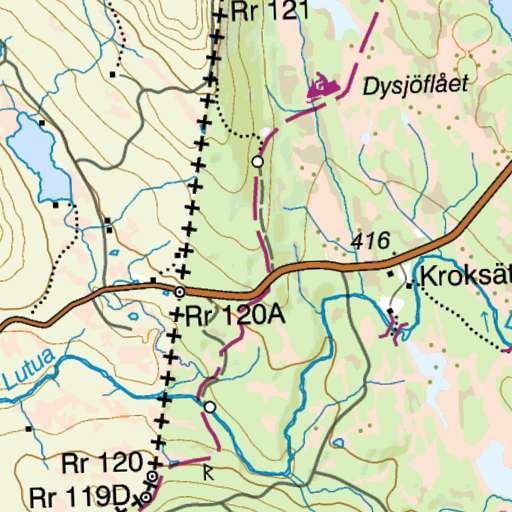 Rr 121
Dysjöflået
416
Kroksät
Rr 120A
Lutua
Rr 120
R
Rr 119D